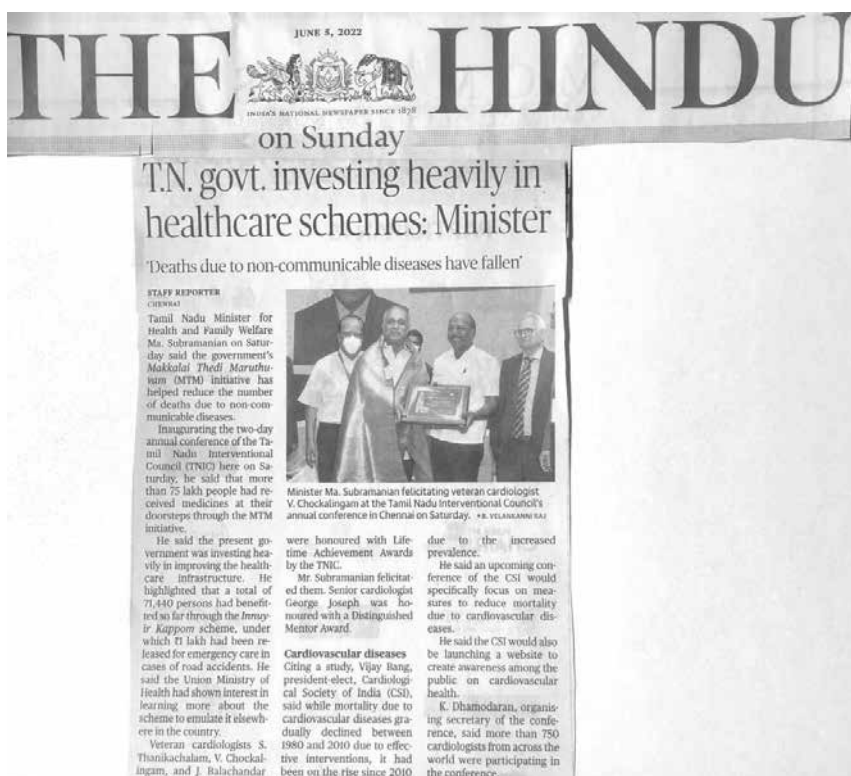 JUNE 5, 2022
THE HINDU
INDIA'S NATIONAL NEWSPAPER SINCE 1878
on Sunday
T.N. govt. investing heavily in
healthcare schemes: Minister
'Deaths due to non-communicable diseases have fallen'
STAFF REPORTER
CHENNAI
Tamil Nadu Minister for
Health and Family Welfare
Ma. Subramanian on Satur-
day said the government's
Makkalai Thedi Maruthu-
vam (MTM) initiative has
helped reduce the number
of deaths due to non-com-
municable diseases.
Inaugurating the two-day
annual conference of the Ta-
mil Nadu Interventional
Council (TNIC) here on Sa-
turday, he said that more
than 75 lakh people had re-
ceived medicines at their
doorsteps through the MTM
initiative.
He said the present go-
vernment was investing hea-
vily in improving the health-
care infrastructure. He
highlighted that a total of
71,440 persons had benefit-
ted so far through the Innuy-
ir Kappom scheme, under
which ₹1 lakh had been re-
leased for emergency care in
cases of road accidents. He
said the Union Ministry of
Health had shown interest in
learning more about the
scheme to emulate it elsewh-
ere in the country.
Veteran cardiologists S.
Thanikachalam, V. Chockal-
ingam, and J. Balachandar
Minister Ma. Subramanian felicitating veteran cardiologist
V. Chockalingam at the Tamil Nadu Interventional Council's
annual conference in Chennai on Saturday. B. VELANKANNI RAJ
were honoured with Life-
time Achievement Awards
by the TNIC.
Mr. Subramanian felicitat-
ed them. Senior cardiologist
George Joseph was ho-
noured with a Distinguished
Mentor Award.
Cardiovascular diseases
Citing a study, Vijay Bang,
president-elect, Cardiologi-
cal Society of India (CSI),
said while mortality due to
cardiovascular diseases gra-
dually declined between
1980 and 2010 due to effec-
tive interventions, it had
been on the rise since 2010
due to the increased
prevalence.
He said an upcoming con-
ference of the CSI would
specifically focus on mea-
sures to reduce mortality
due to cardiovascular dis-
eases.
He said the CSI would also
be launching a website to
create awareness among the
public on cardiovascular
health.
K. Dhamodaran, organis-
ing secretary of the confe-
rence, said more than 750
cardiologists from across the
world were participating in
the conference.